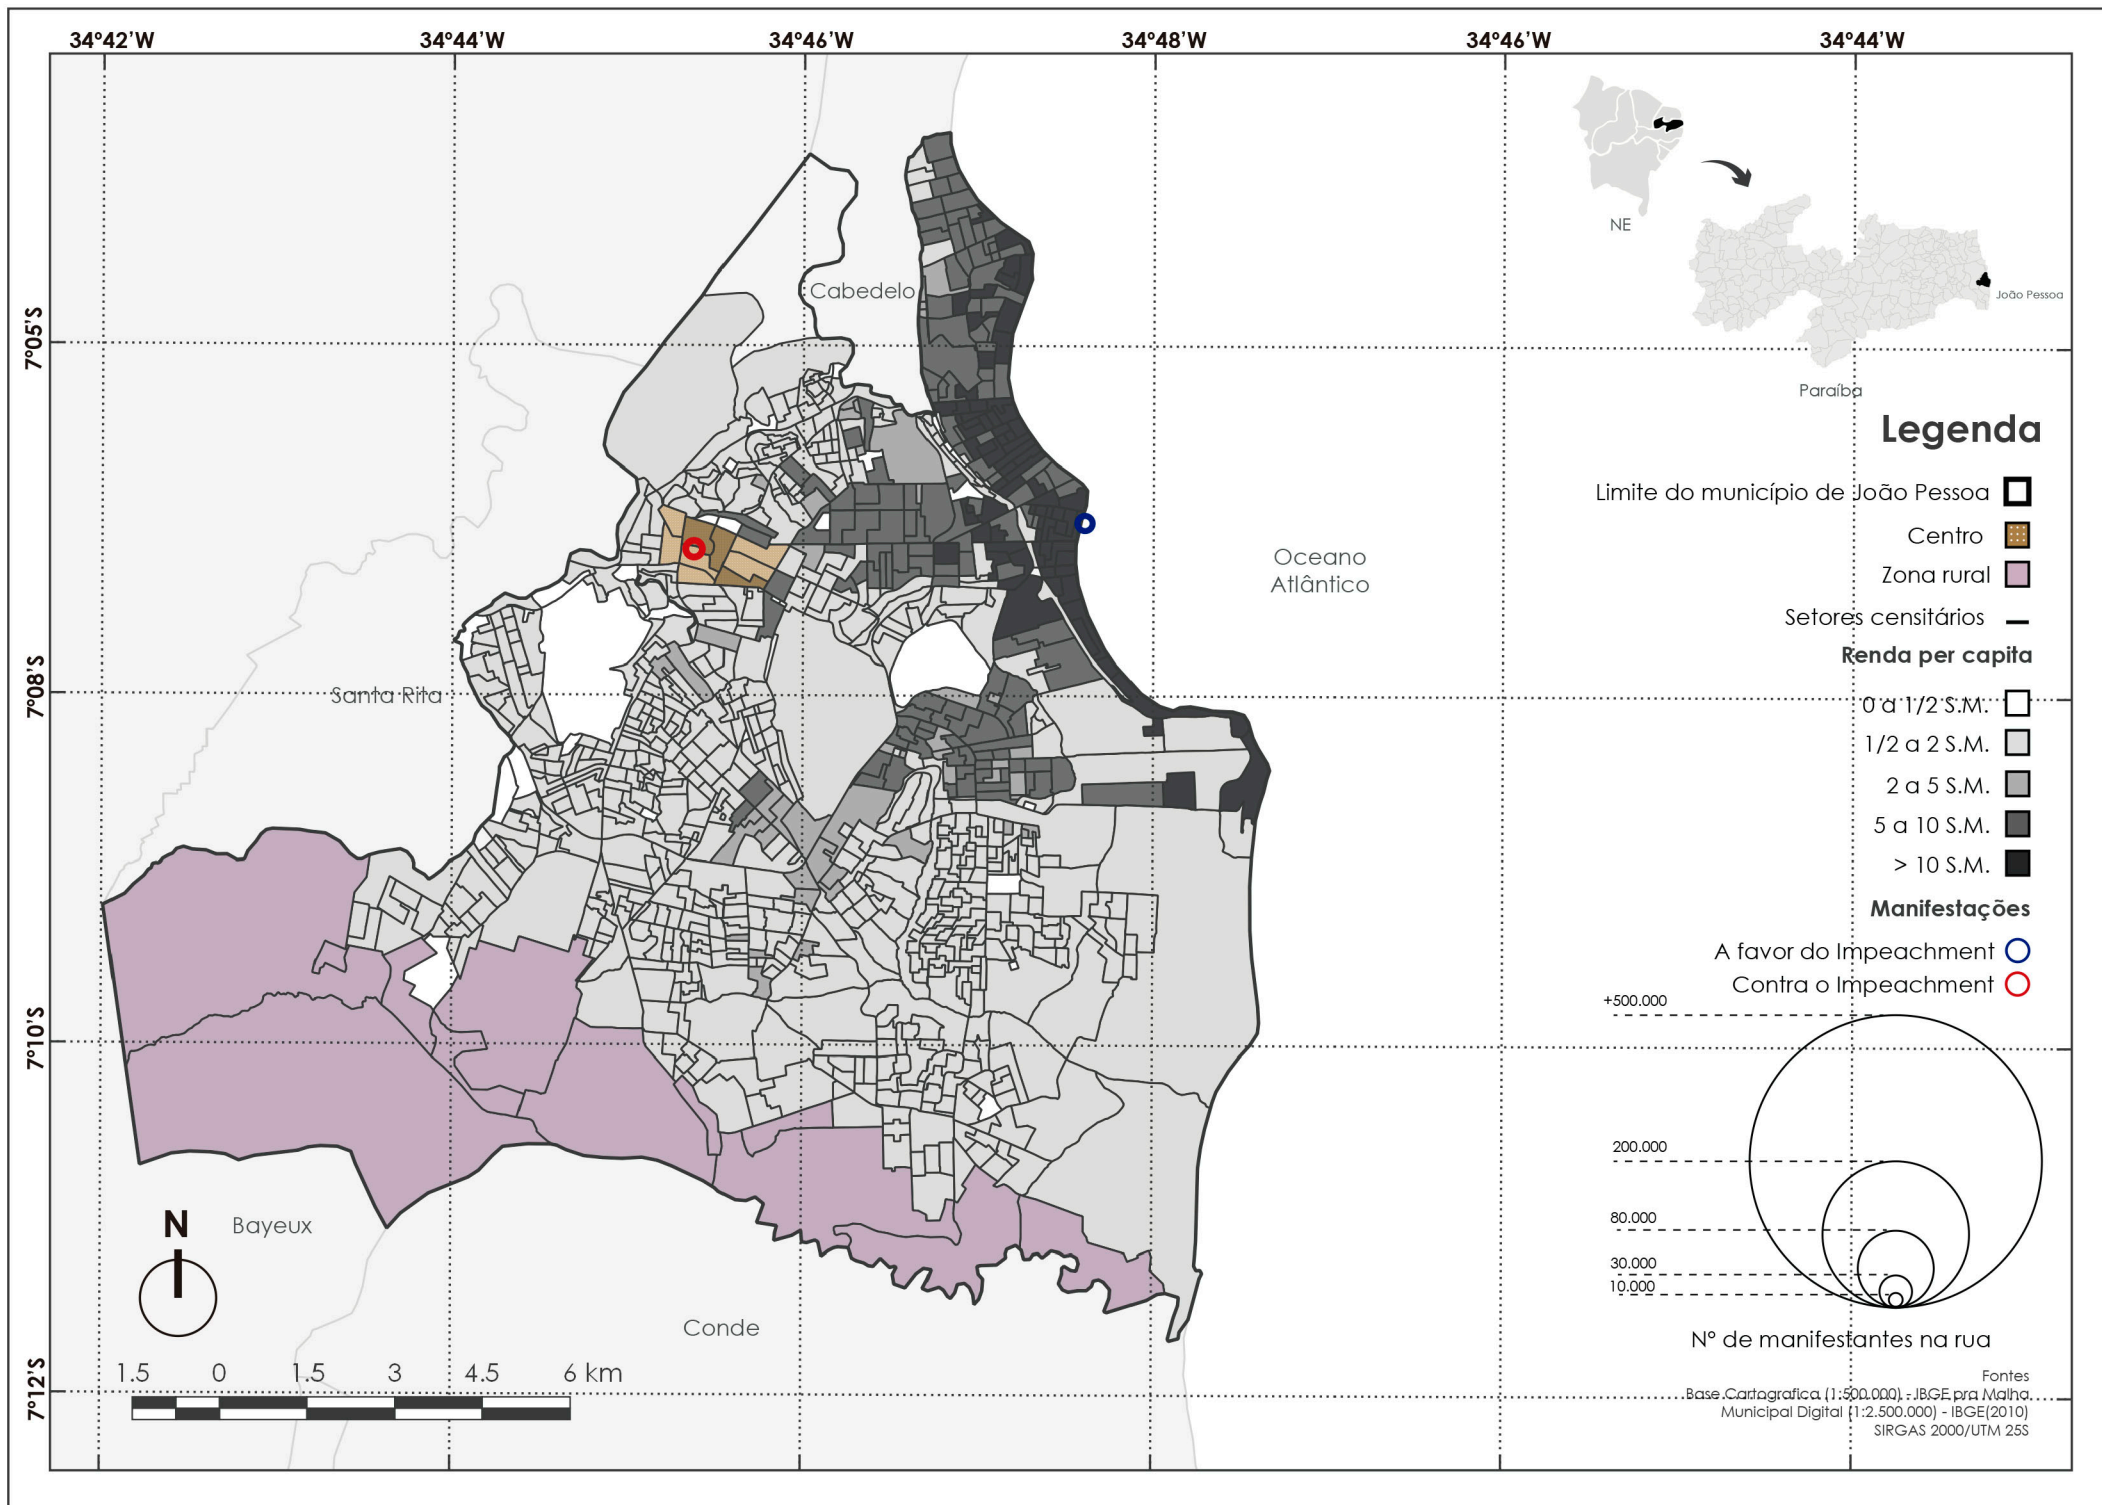 34°42'W 34°44'W 34°46'W 34°48'W 34°46'W 34°44'W
7°05'S
7°08'S
7°10'S
7°12'S
Cabedelo
Santa Rita
Oceano
Atlântico
Bayeux
Conde
N
1.5 0 1.5 3 4.5 6 km
NE
João Pessoa
Paraíba
Legenda
Limite do município de João Pessoa
Centro
Zona rural
Setores censitários
Renda per capita
0 a 1/2 S.M.
1/2 a 2 S.M.
2 a 5 S.M.
5 a 10 S.M.
> 10 S.M.
Manifestações
A favor do Impeachment
Contra o Impeachment
+500.000
200.000
80.000
30.000
10.000
Nº de manifestantes na rua
Fontes
Base Cartografica (1:500.000) - IBGE pra Malha
Municipal Digital (1:2.500.000) - IBGE(2010)
SIRGAS 2000/UTM 25S